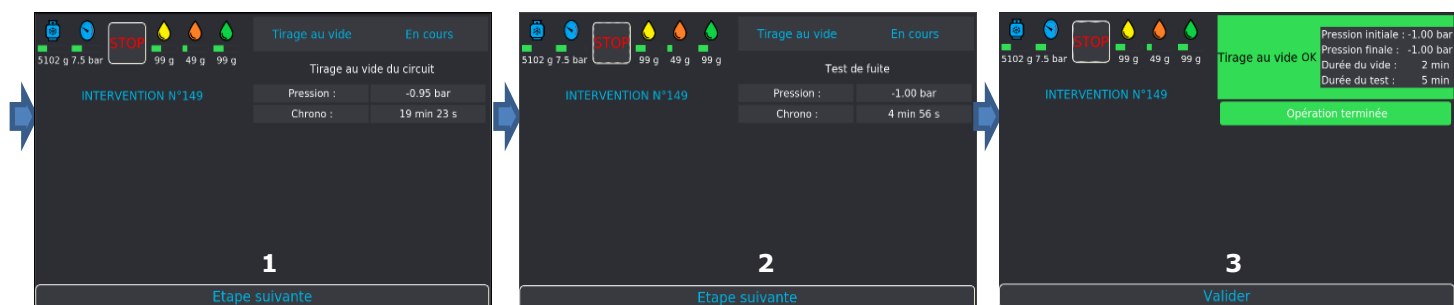 STOP
Tirage au vide En cours
5102 g 7.5 bar 99 g 49 g 99 g
Tirage au vide du circuit
INTERVENTION N°149
Pression : -0.95 bar
Chrono : 19 min 23 s
1
Etape suivante
STOP
Tirage au vide En cours
5102 g 7.5 bar 99 g 49 g 99 g
Test de fuite
INTERVENTION N°149
Pression : -1.00 bar
Chrono : 4 min 56 s
2
Etape suivante
STOP
5102 g 7.5 bar 99 g 49 g 99 g
Tirage au vide OK
Pression initiale : -1.00 bar
Pression finale : -1.00 bar
Durée du vide : 2 min
Durée du test : 5 min
INTERVENTION N°149
Opération terminée
3
Valider